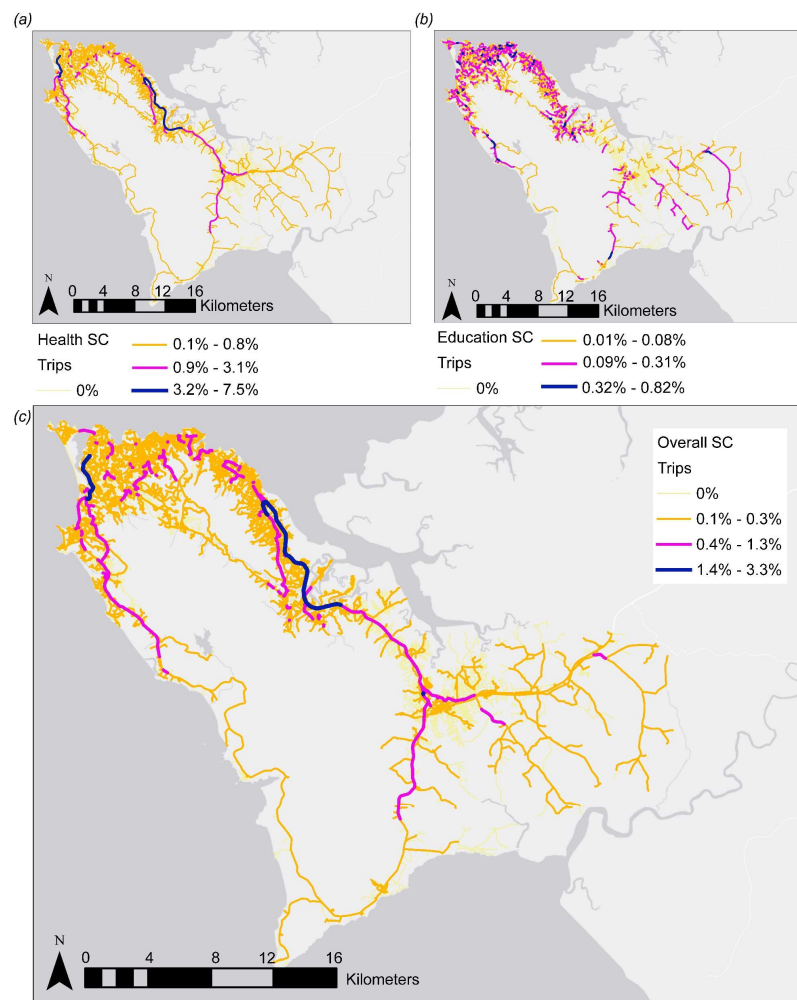 (a)
(b)
N
0 4 8 12 16
Kilometers
N
0 4 8 12 16
Kilometers
Health SC
Trips
0%
0.1% - 0.8%
0.9% - 3.1%
3.2% - 7.5%
Education SC
Trips
0%
0.01% - 0.08%
0.09% - 0.31%
0.32% - 0.82%
(c)
Overall SC
Trips
0%
0.1% - 0.3%
0.4% - 1.3%
1.4% - 3.3%
N
0 4 8 12 16
Kilometers